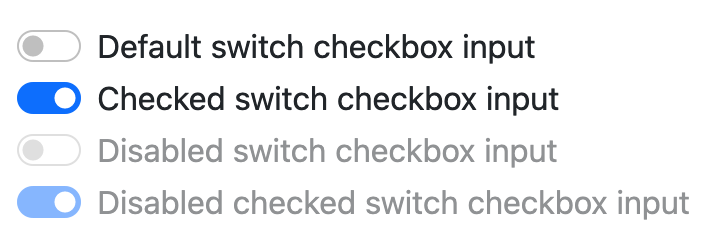 Default switch checkbox input
Checked switch checkbox input
Disabled switch checkbox input
Disabled checked switch checkbox input